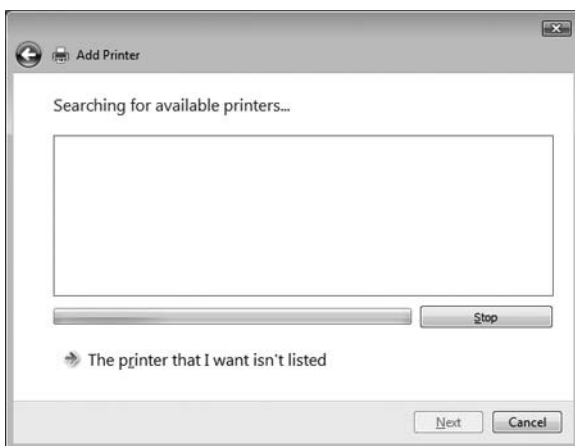 Add Printer
Searching for available printers...
Stop
The printer that I want isn't listed
Next Cancel